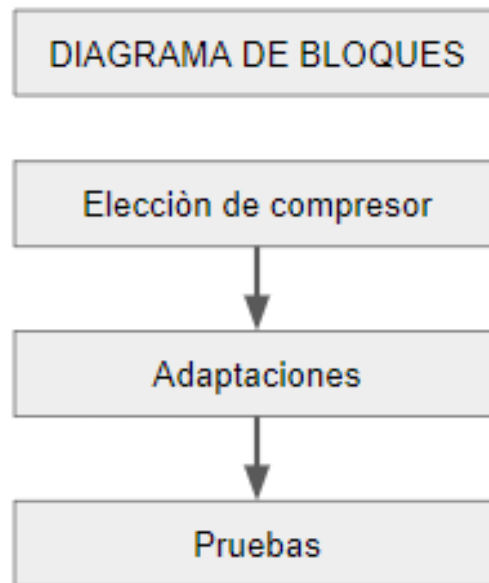 DIAGRAMA DE BLOQUES
Elecciòn de compresor
Adaptaciones
Pruebas